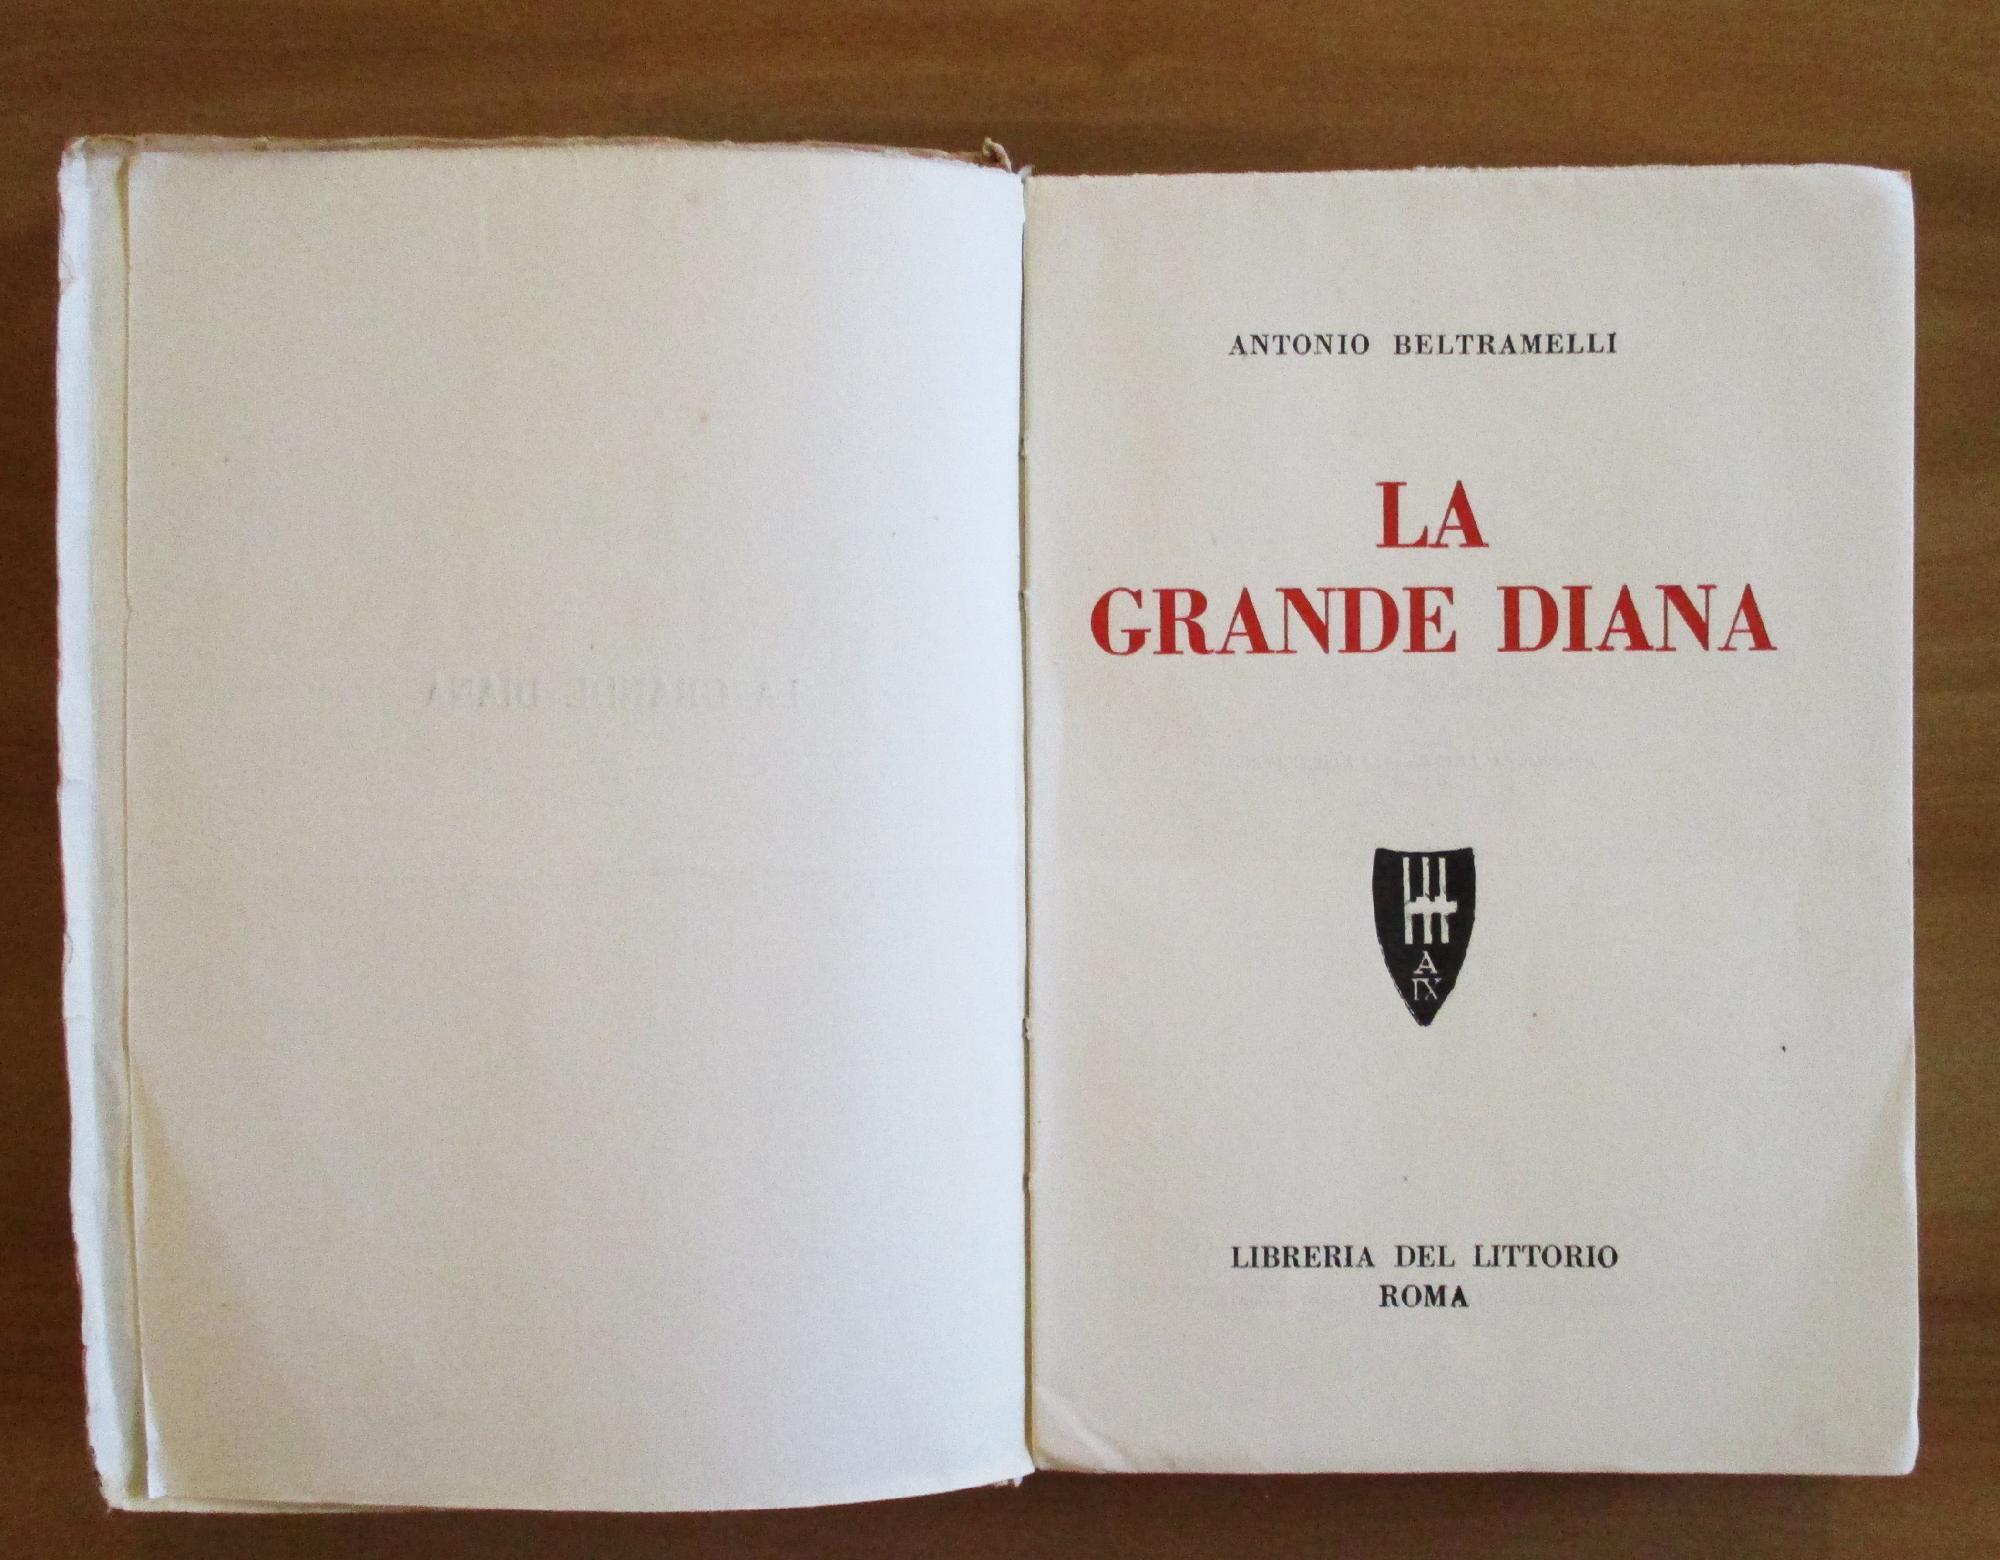 ANTONIO BELTRAMELLI
LA
GRANDE DIANA
A
IX
LIBRERIA DEL LITTORIO
ROMA